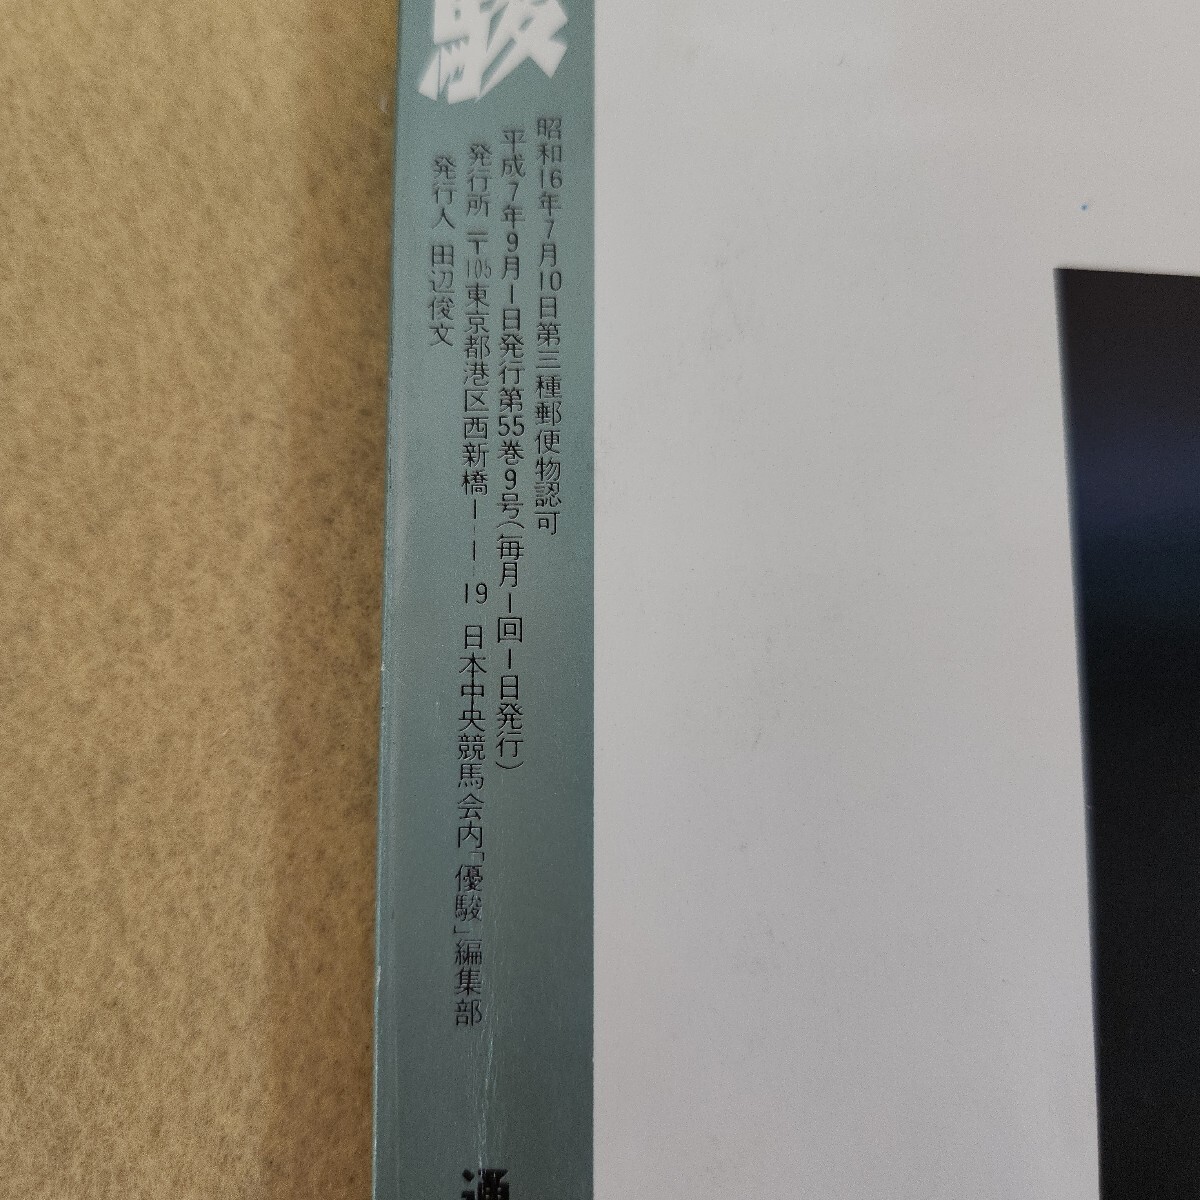 駿
昭和16年7月10日第三種郵便物認可
平成7年9月1日発行第55巻9号(毎月1回1日発行)
発行所 〒105東京都港区西新橋1-1-19 日本中央競馬会内「優駿」編集部
発行人 田辺俊文
通